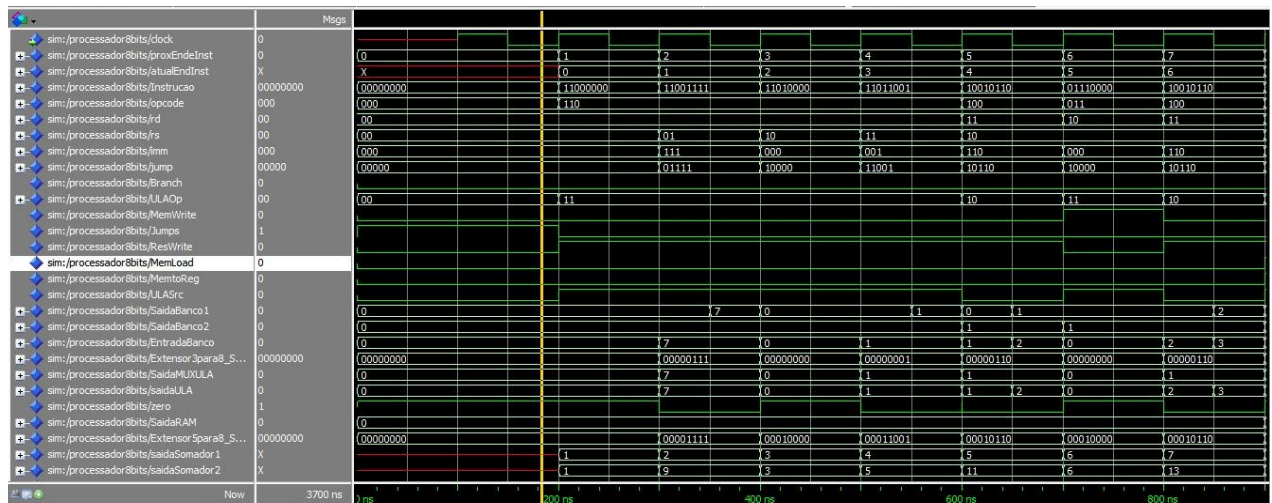 Msgs
sim:/processador8bits/clock 0
sim:/processador8bits/proxEndeInst 0 0 1 2 3 4 5 6 7
sim:/processador8bits/atualEndInst X X 0 1 2 3 4 5 6
sim:/processador8bits/Instrucao 00000000 00000000 11000000 11001111 11010000 11011001 10010110 01110000 10010110
sim:/processador8bits/opcode 000 000 110 100 011 100
sim:/processador8bits/rd 00 00 11 10 11
sim:/processador8bits/rs 00 00 01 10 11 10
sim:/processador8bits/imm 000 000 111 000 001 110 000 110
sim:/processador8bits/jump 00000 00000 01111 10000 11001 10110 10000 10110
sim:/processador8bits/Branch 0
sim:/processador8bits/ULAOp 00 00 11 10 11 10
sim:/processador8bits/MemWrite 0
sim:/processador8bits/Jumps 1
sim:/processador8bits/ResWrite 0
sim:/processador8bits/MemLoad 0
sim:/processador8bits/MemtoReg 0
sim:/processador8bits/ULASrc 0
sim:/processador8bits/SaidaBanco1 0 0 7 0 1 0 1 2
sim:/processador8bits/SaidaBanco2 0 0 1 1
sim:/processador8bits/EntradaBanco 0 0 7 0 1 1 2 0 2 3
sim:/processador8bits/Extensor3para8_S... 00000000 00000000 00000111 00000000 00000001 00000110 00000000 00000110
sim:/processador8bits/SaidaMUXULA 0 0 7 0 1 1 0 1
sim:/processador8bits/saidaULA 0 0 7 0 1 1 2 0 2 3
sim:/processador8bits/zero 1
sim:/processador8bits/SaidaRAM 0 0
sim:/processador8bits/Extensor5para8_S... 00000000 00000000 00001111 00010000 00011001 00010110 00010000 00010110
sim:/processador8bits/saidaSomador1 X 1 2 3 4 5 6 7
sim:/processador8bits/saidaSomador2 X 1 9 3 5 11 6 13
Now 3700 ns 0 ns 200 ns 400 ns 600 ns 800 ns